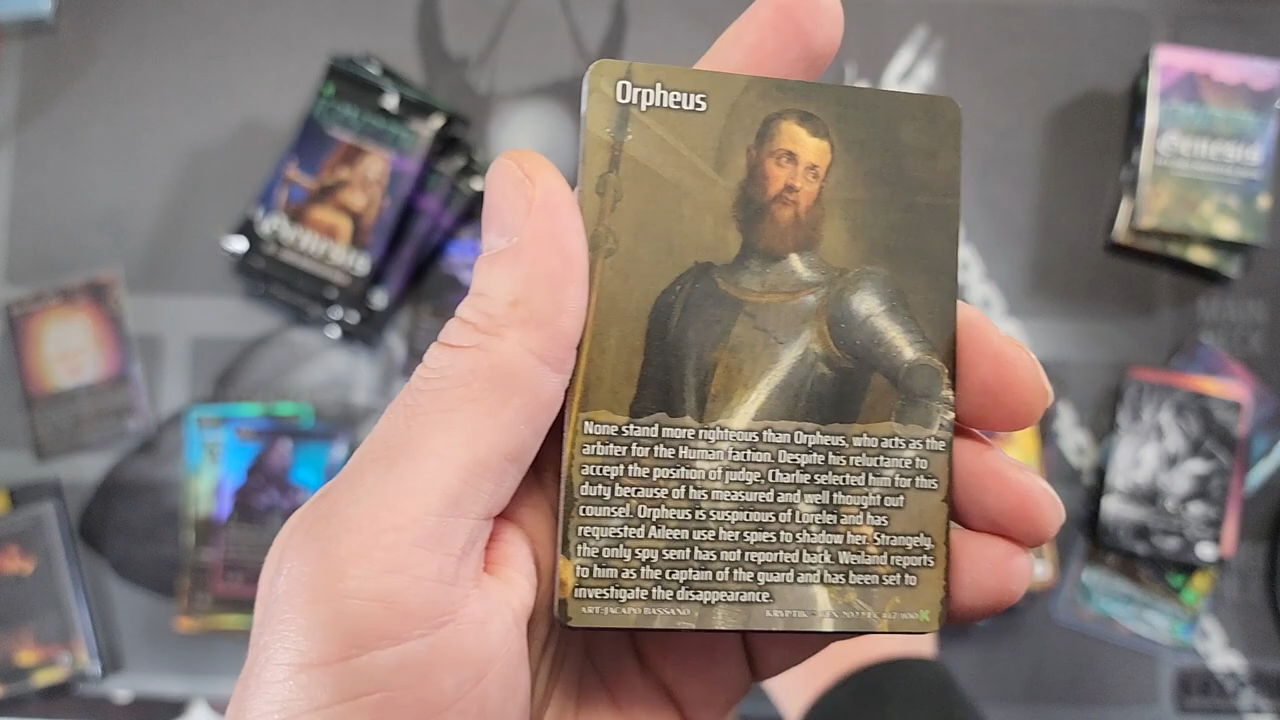 Orpheus
None stand more righteous than Orpheus, who acts as the
arbiter for the Human faction. Despite his reluctance to
accept the position of judge, Charlie selected him for this
duty because of his measured and well thought out
counsel. Orpheus is suspicious of Lorelei and has
requested Aileen use her spies to shadow her. Strangely,
the only spy sent has not reported back. Weiland reports
to him as the captain of the guard and has been set to
investigate the disappearance.
ART: JACAPO BASSANO
KRYPTIK
Genesis
Genesis
MAIN